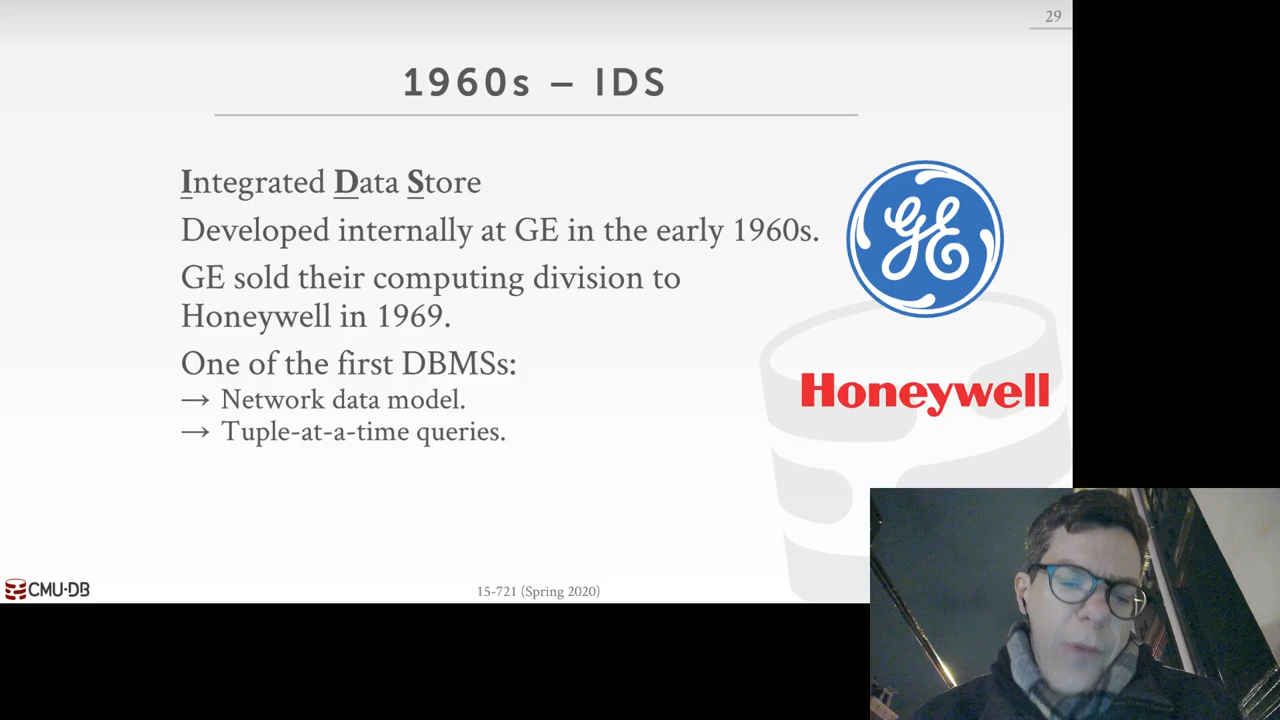 29
1960s – IDS
Integrated Data Store
Developed internally at GE in the early 1960s.
GE sold their computing division to
Honeywell in 1969.
One of the first DBMSs:
→ Network data model.
→ Tuple-at-a-time queries.
GE
Honeywell
CMU·DB
15-721 (Spring 2020)